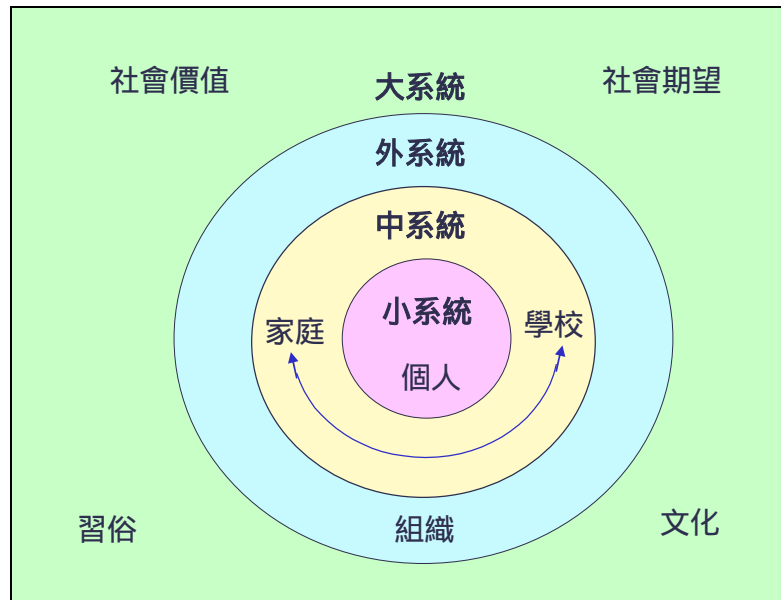 社會價值
大系統
社會期望
外系統
中系統
小系統
家庭
學校
個人
習俗
組織
文化